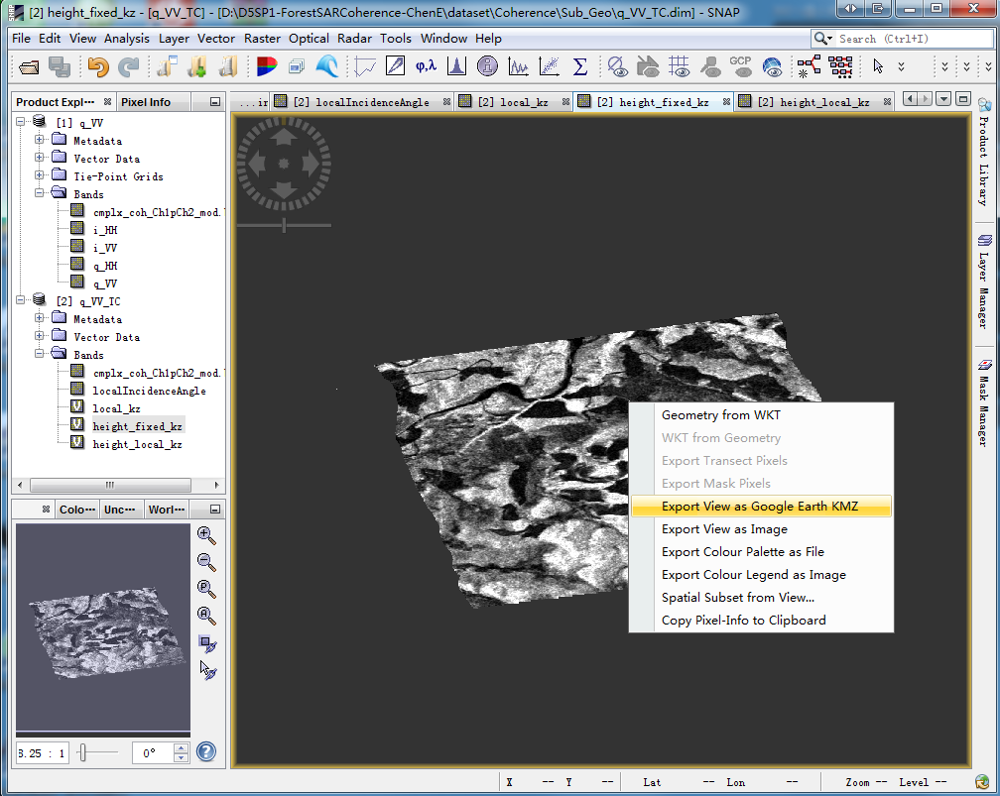 [2] height_fixed_kz - [q_VV_TC] - [D:\D5SP1-ForestSARCoherence-ChenE\dataset\Coherence\Sub_Geo\q_VV_TC.dim] - SNAP
File Edit View Analysis Layer Vector Raster Optical Radar Tools Window Help
Search (Ctrl+I)
φ,λ Σ GCP
Product Expl··· Pixel Info
...ir [2] localIncidenceAngle [2] local_kz [2] height_fixed_kz [2] height_local_kz
[1] q_VV
Metadata
Vector Data
Tie-Point Grids
Bands
cmplx_coh_Ch1pCh2_mod.
i_HH
i_VV
q_HH
q_VV
[2] q_VV_TC
Metadata
Vector Data
Bands
cmplx_coh_Ch1pCh2_mod.
localIncidenceAngle
local_kz
height_fixed_kz
height_local_kz
Colo··· Unc··· Worl···
8.25 : 1
0°
Geometry from WKT
WKT from Geometry
Export Transect Pixels
Export Mask Pixels
Export View as Google Earth KMZ
Export View as Image
Export Colour Palette as File
Export Colour Legend as Image
Spatial Subset from View...
Copy Pixel-Info to Clipboard
Product Library
Layer Manager
Mask Manager
X -- Y -- Lat -- Lon -- Zoom -- Level --